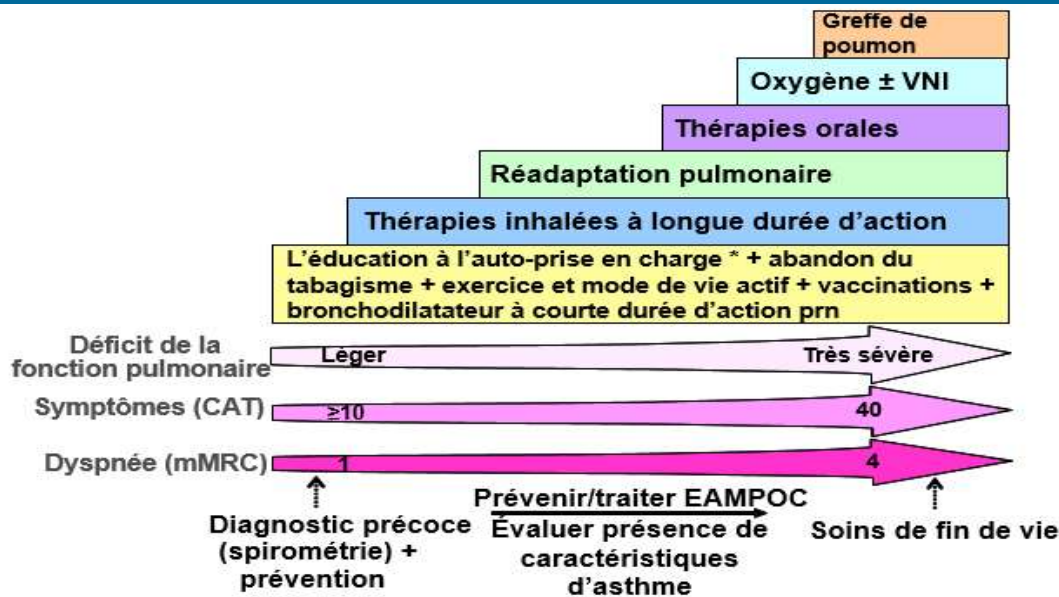 Greffe de
poumon
Oxygène ± VNI
Thérapies orales
Réadaptation pulmonaire
Thérapies inhalées à longue durée d'action
L'éducation à l'auto-prise en charge * + abandon du
tabagisme + exercice et mode de vie actif + vaccinations +
bronchodilatateur à courte durée d'action prn
Déficit de la
fonction pulmonaire
Lèger
Très sévère
Symptômes (CAT)
≥10
40
Dyspnée (mMRC)
1
4
Diagnostic précoce
(spirométrie) +
prévention
Prévenir/traiter EAMPOC
Évaluer présence de
caractéristiques
d'asthme
Soins de fin de vie